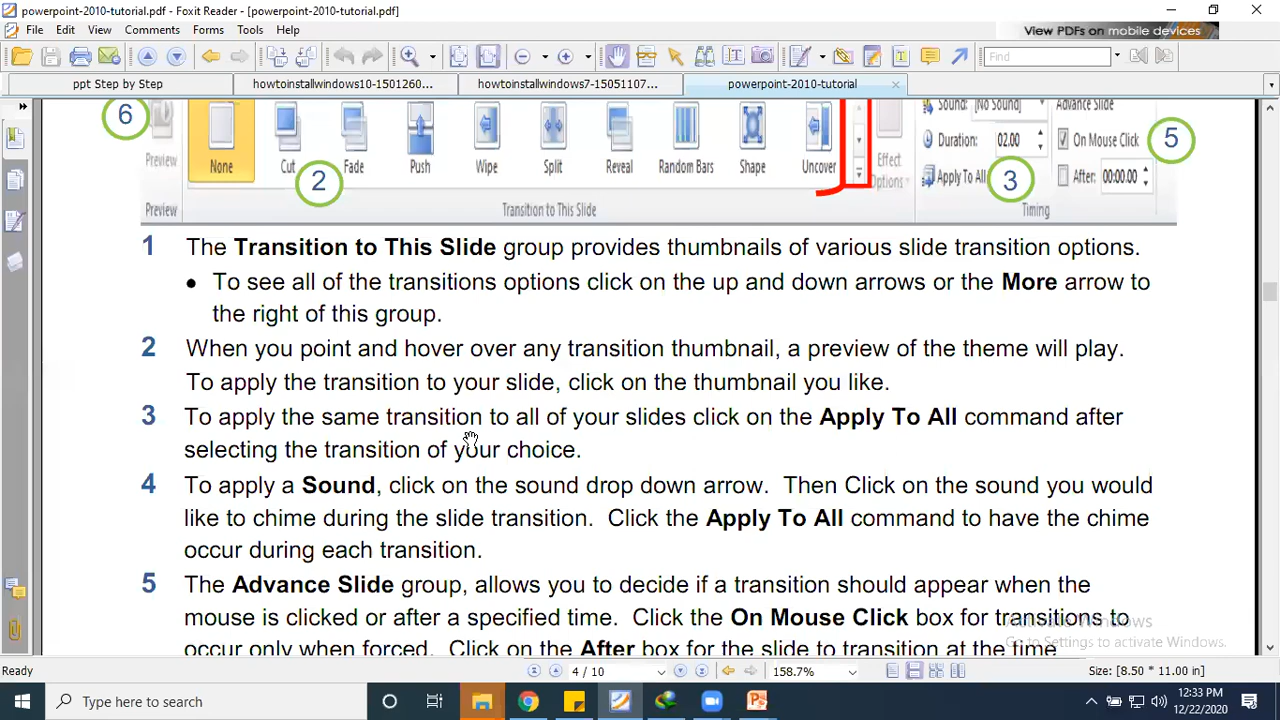 powerpoint-2010-tutorial.pdf - Foxit Reader - [powerpoint-2010-tutorial.pdf]
File Edit View Comments Forms Tools Help
View PDFs on mobile devices
Find
ppt Step by Step howtoinstallwindows10-1501260... howtoinstallwindows7-15051107... powerpoint-2010-tutorial
6 Sound: [No Sound] Advance Slide
Duration: 02.00 On Mouse Click 5
Preview None Cut Fade Push Wipe Split Reveal Random Bars Shape Uncover Effect Options
2 Apply To All 3 After: 00:00.00
Preview Transition to This Slide Timing
1 The Transition to This Slide group provides thumbnails of various slide transition options.
● To see all of the transitions options click on the up and down arrows or the More arrow to
the right of this group.
2 When you point and hover over any transition thumbnail, a preview of the theme will play.
To apply the transition to your slide, click on the thumbnail you like.
3 To apply the same transition to all of your slides click on the Apply To All command after
selecting the transition of your choice.
4 To apply a Sound, click on the sound drop down arrow. Then Click on the sound you would
like to chime during the slide transition. Click the Apply To All command to have the chime
occur during each transition.
5 The Advance Slide group, allows you to decide if a transition should appear when the
mouse is clicked or after a specified time. Click the On Mouse Click box for transitions to
occur only when forced. Click on the After box for the slide to transition at the time
Activate Windows
Go to Settings to activate Windows.
Ready 4 / 10 158.7% Size: [8.50 * 11.00 in]
Type here to search
12:33 PM
12/22/2020